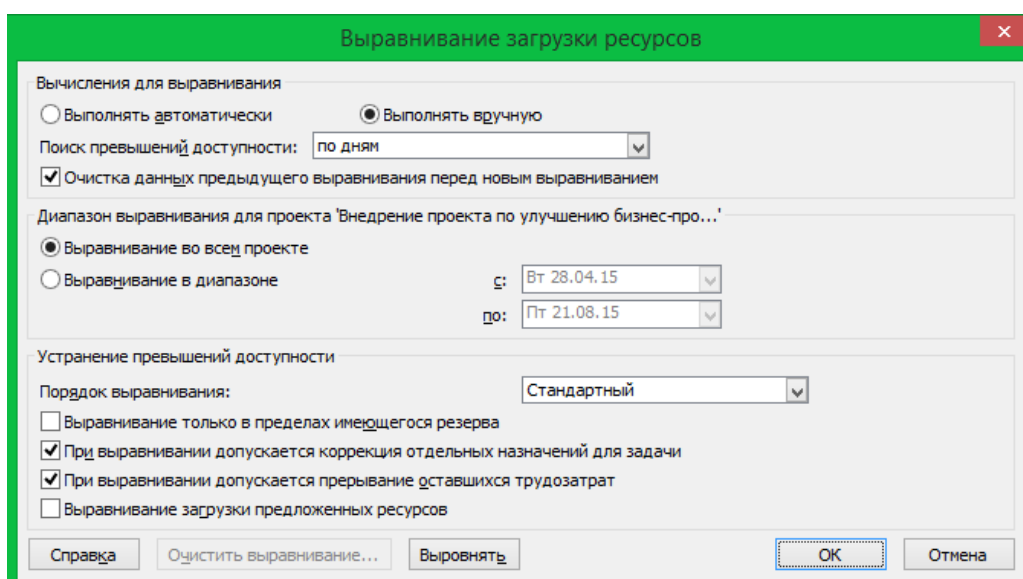 Выравнивание загрузки ресурсов
Вычисления для выравнивания
Выполнять автоматически Выполнять вручную
Поиск превышений доступности: по дням
Очистка данных предыдущего выравнивания перед новым выравниванием
Диапазон выравнивания для проекта 'Внедрение проекта по улучшению бизнес-про...'
Выравнивание во всем проекте
Выравнивание в диапазоне с: Вт 28.04.15
по: Пт 21.08.15
Устранение превышений доступности
Порядок выравнивания: Стандартный
Выравнивание только в пределах имеющегося резерва
При выравнивании допускается коррекция отдельных назначений для задачи
При выравнивании допускается прерывание оставшихся трудозатрат
Выравнивание загрузки предложенных ресурсов
Справка Очистить выравнивание... Выровнять ОК Отмена